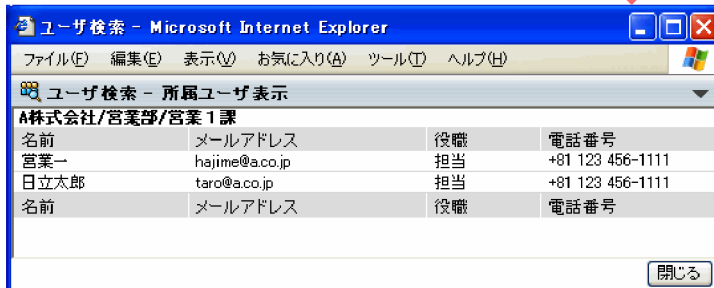 ユーザ検索 - Microsoft Internet Explorer
ファイル(F) 編集(E) 表示(V) お気に入り(A) ツール(T) ヘルプ(H)
ユーザ検索 - 所属ユーザ表示
A株式会社/営業部/営業１課
名前 メールアドレス 役職 電話番号
営業一 hajime@a.co.jp 担当 +81 123 456-1111
日立太郎 taro@a.co.jp 担当 +81 123 456-1111
名前 メールアドレス 役職 電話番号
閉じる